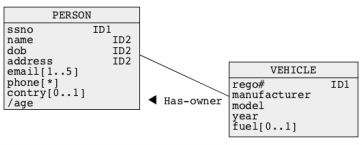 PERSON
ssno ID1
name ID2
dob ID2
address ID2
email[1..5]
phone[*]
contry[0..1]
/age
◀ Has-owner
VEHICLE
rego# ID1
manufacturer
model
year
fuel[0..1]